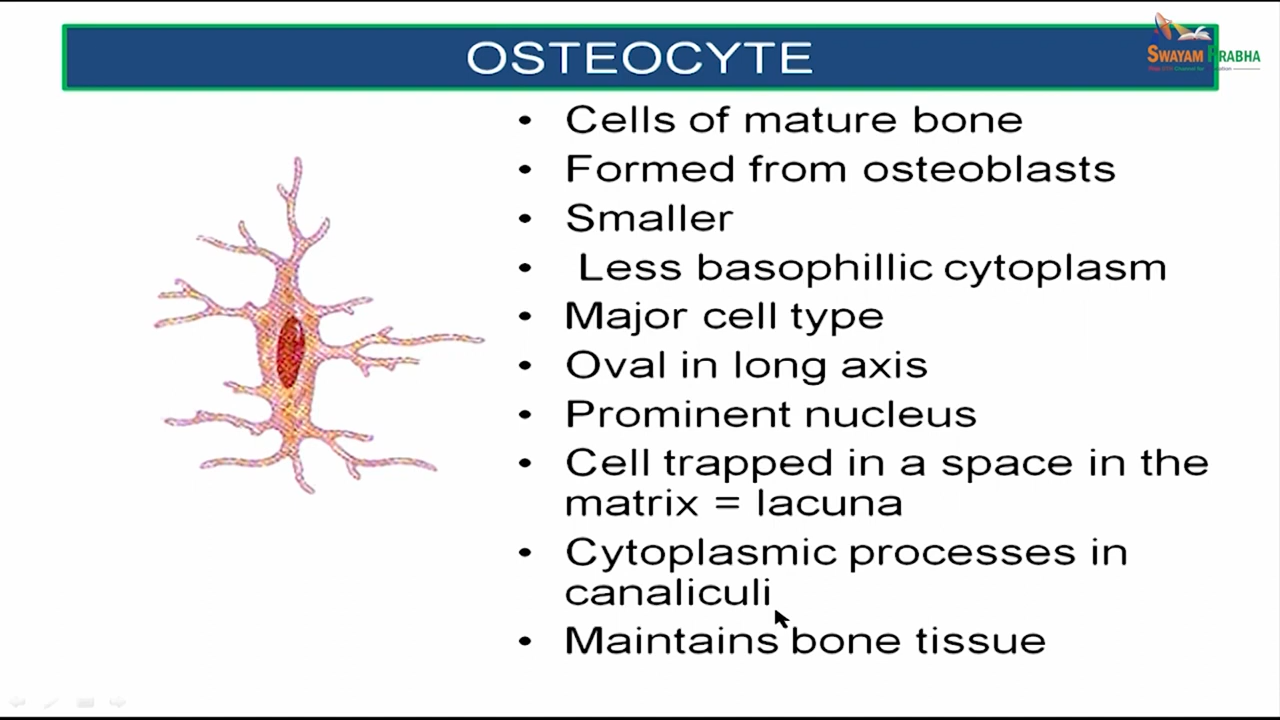 OSTEOCYTE
SWAYAM PRABHA
• Cells of mature bone
• Formed from osteoblasts
• Smaller
• Less basophillic cytoplasm
• Major cell type
• Oval in long axis
• Prominent nucleus
• Cell trapped in a space in the
matrix = lacuna
• Cytoplasmic processes in
canaliculi
• Maintains bone tissue